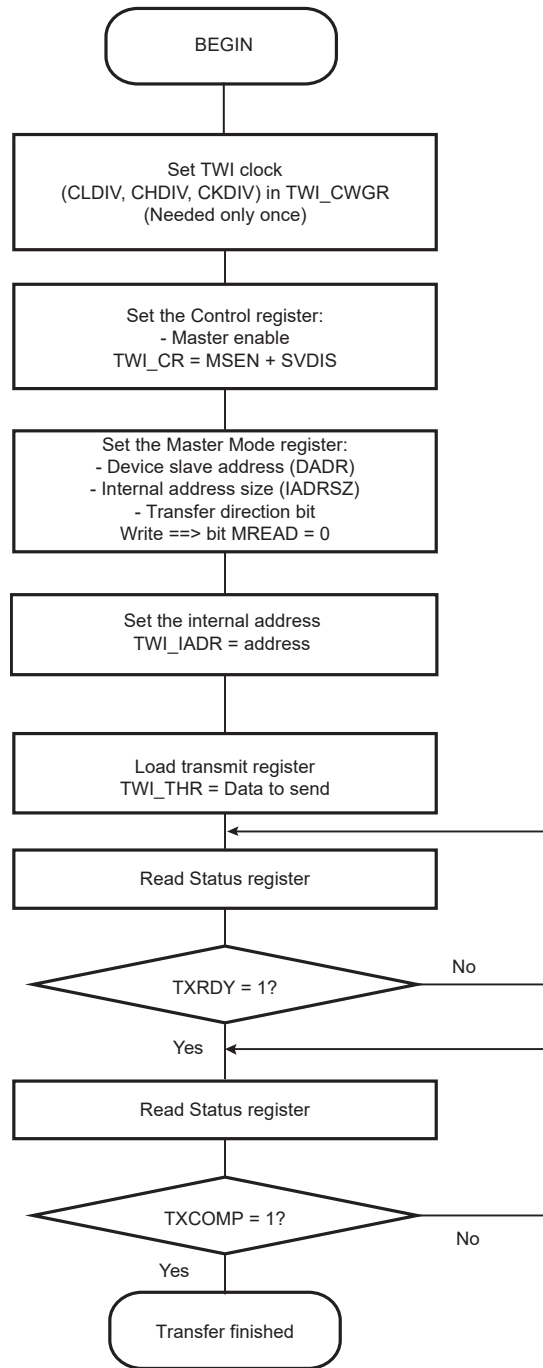 BEGIN
Set TWI clock
(CLDIV, CHDIV, CKDIV) in TWI_CWGR
(Needed only once)
Set the Control register:
- Master enable
TWI_CR = MSEN + SVDIS
Set the Master Mode register:
- Device slave address (DADR)
- Internal address size (IADRSZ)
- Transfer direction bit
Write ==> bit MREAD = 0
Set the internal address
TWI_IADR = address
Load transmit register
TWI_THR = Data to send
Read Status register
TXRDY = 1?
No
Yes
Read Status register
TXCOMP = 1?
No
Yes
Transfer finished